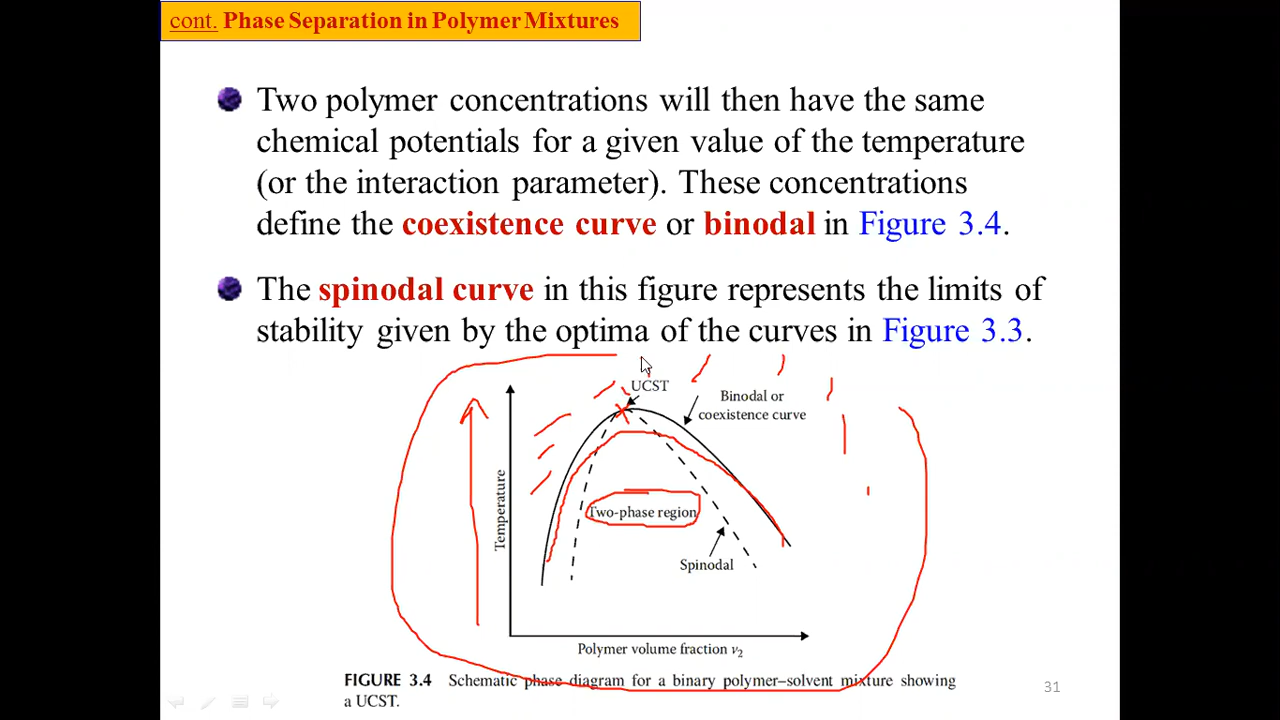 cont. Phase Separation in Polymer Mixtures
Two polymer concentrations will then have the same
chemical potentials for a given value of the temperature
(or the interaction parameter). These concentrations
define the coexistence curve or binodal in Figure 3.4.
The spinodal curve in this figure represents the limits of
stability given by the optima of the curves in Figure 3.3.
UCST
Binodal or
coexistence curve
Temperature
Two-phase region
Spinodal
Polymer volume fraction v₂
FIGURE 3.4 Schematic phase diagram for a binary polymer–solvent mixture showing
a UCST.
31